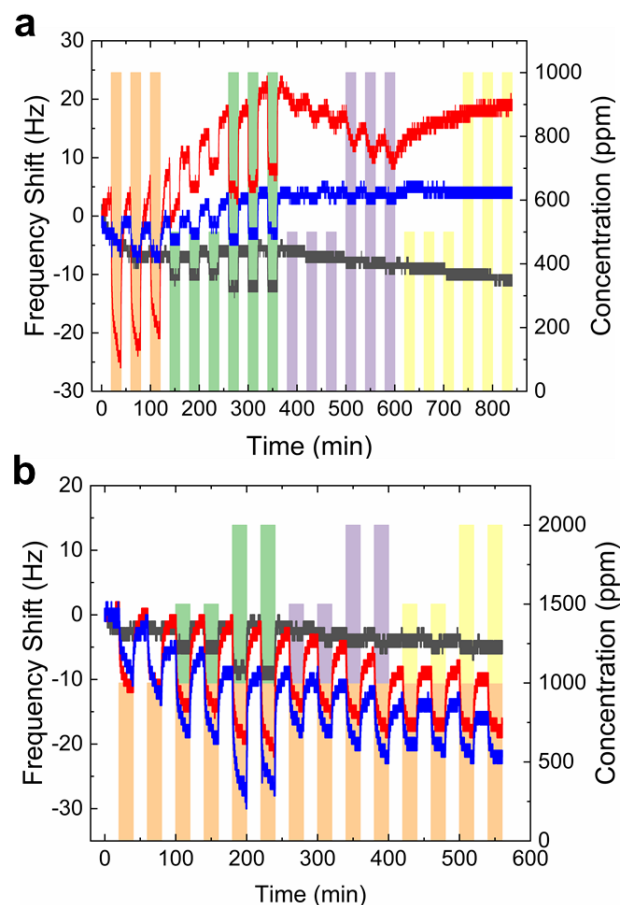 a
30
20
10
0
-10
-20
-30
1000
800
600
400
200
0
0 100 200 300 400 500 600 700 800
Frequency Shift (Hz)
Concentration (ppm)
Time (min)
b
20
10
0
-10
-20
-30
2000
1500
1000
500
0
0 100 200 300 400 500 600
Frequency Shift (Hz)
Concentration (ppm)
Time (min)